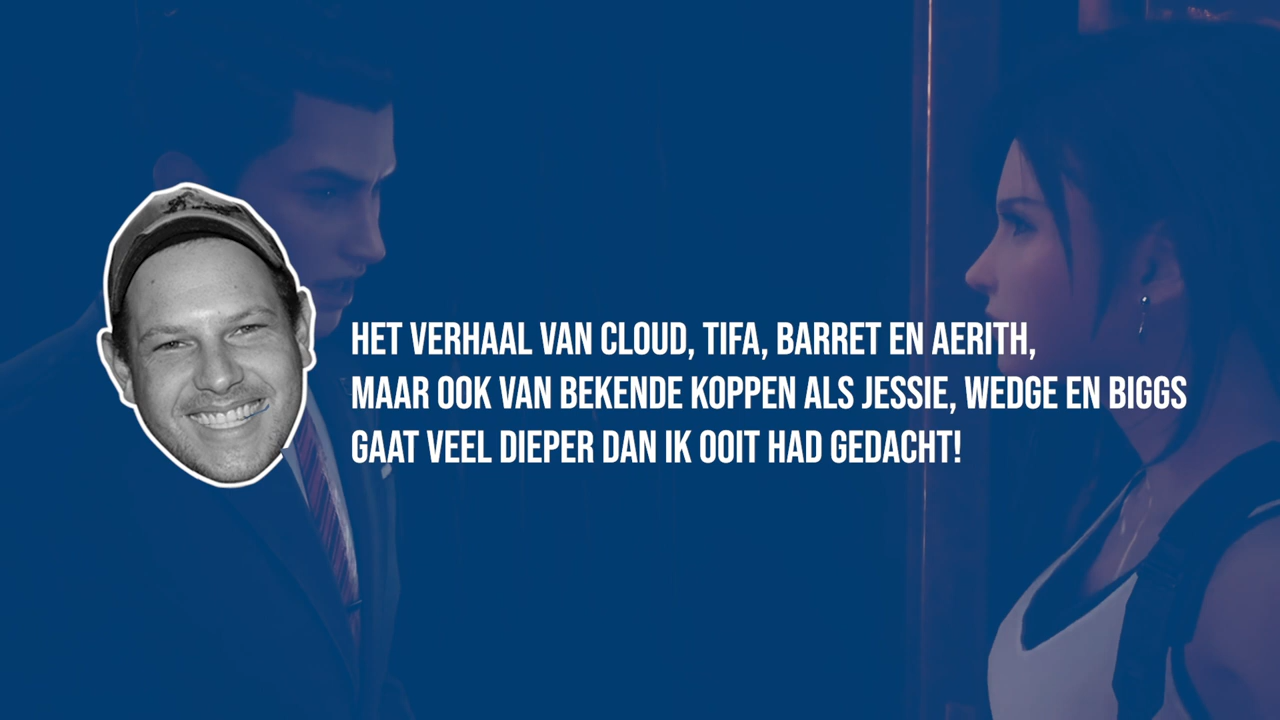 HET VERHAAL VAN CLOUD, TIFA, BARRET EN AERITH,
MAAR OOK VAN BEKENDE KOPPEN ALS JESSIE, WEDGE EN BIGGS
GAAT VEEL DIEPER DAN IK OOIT HAD GEDACHT!